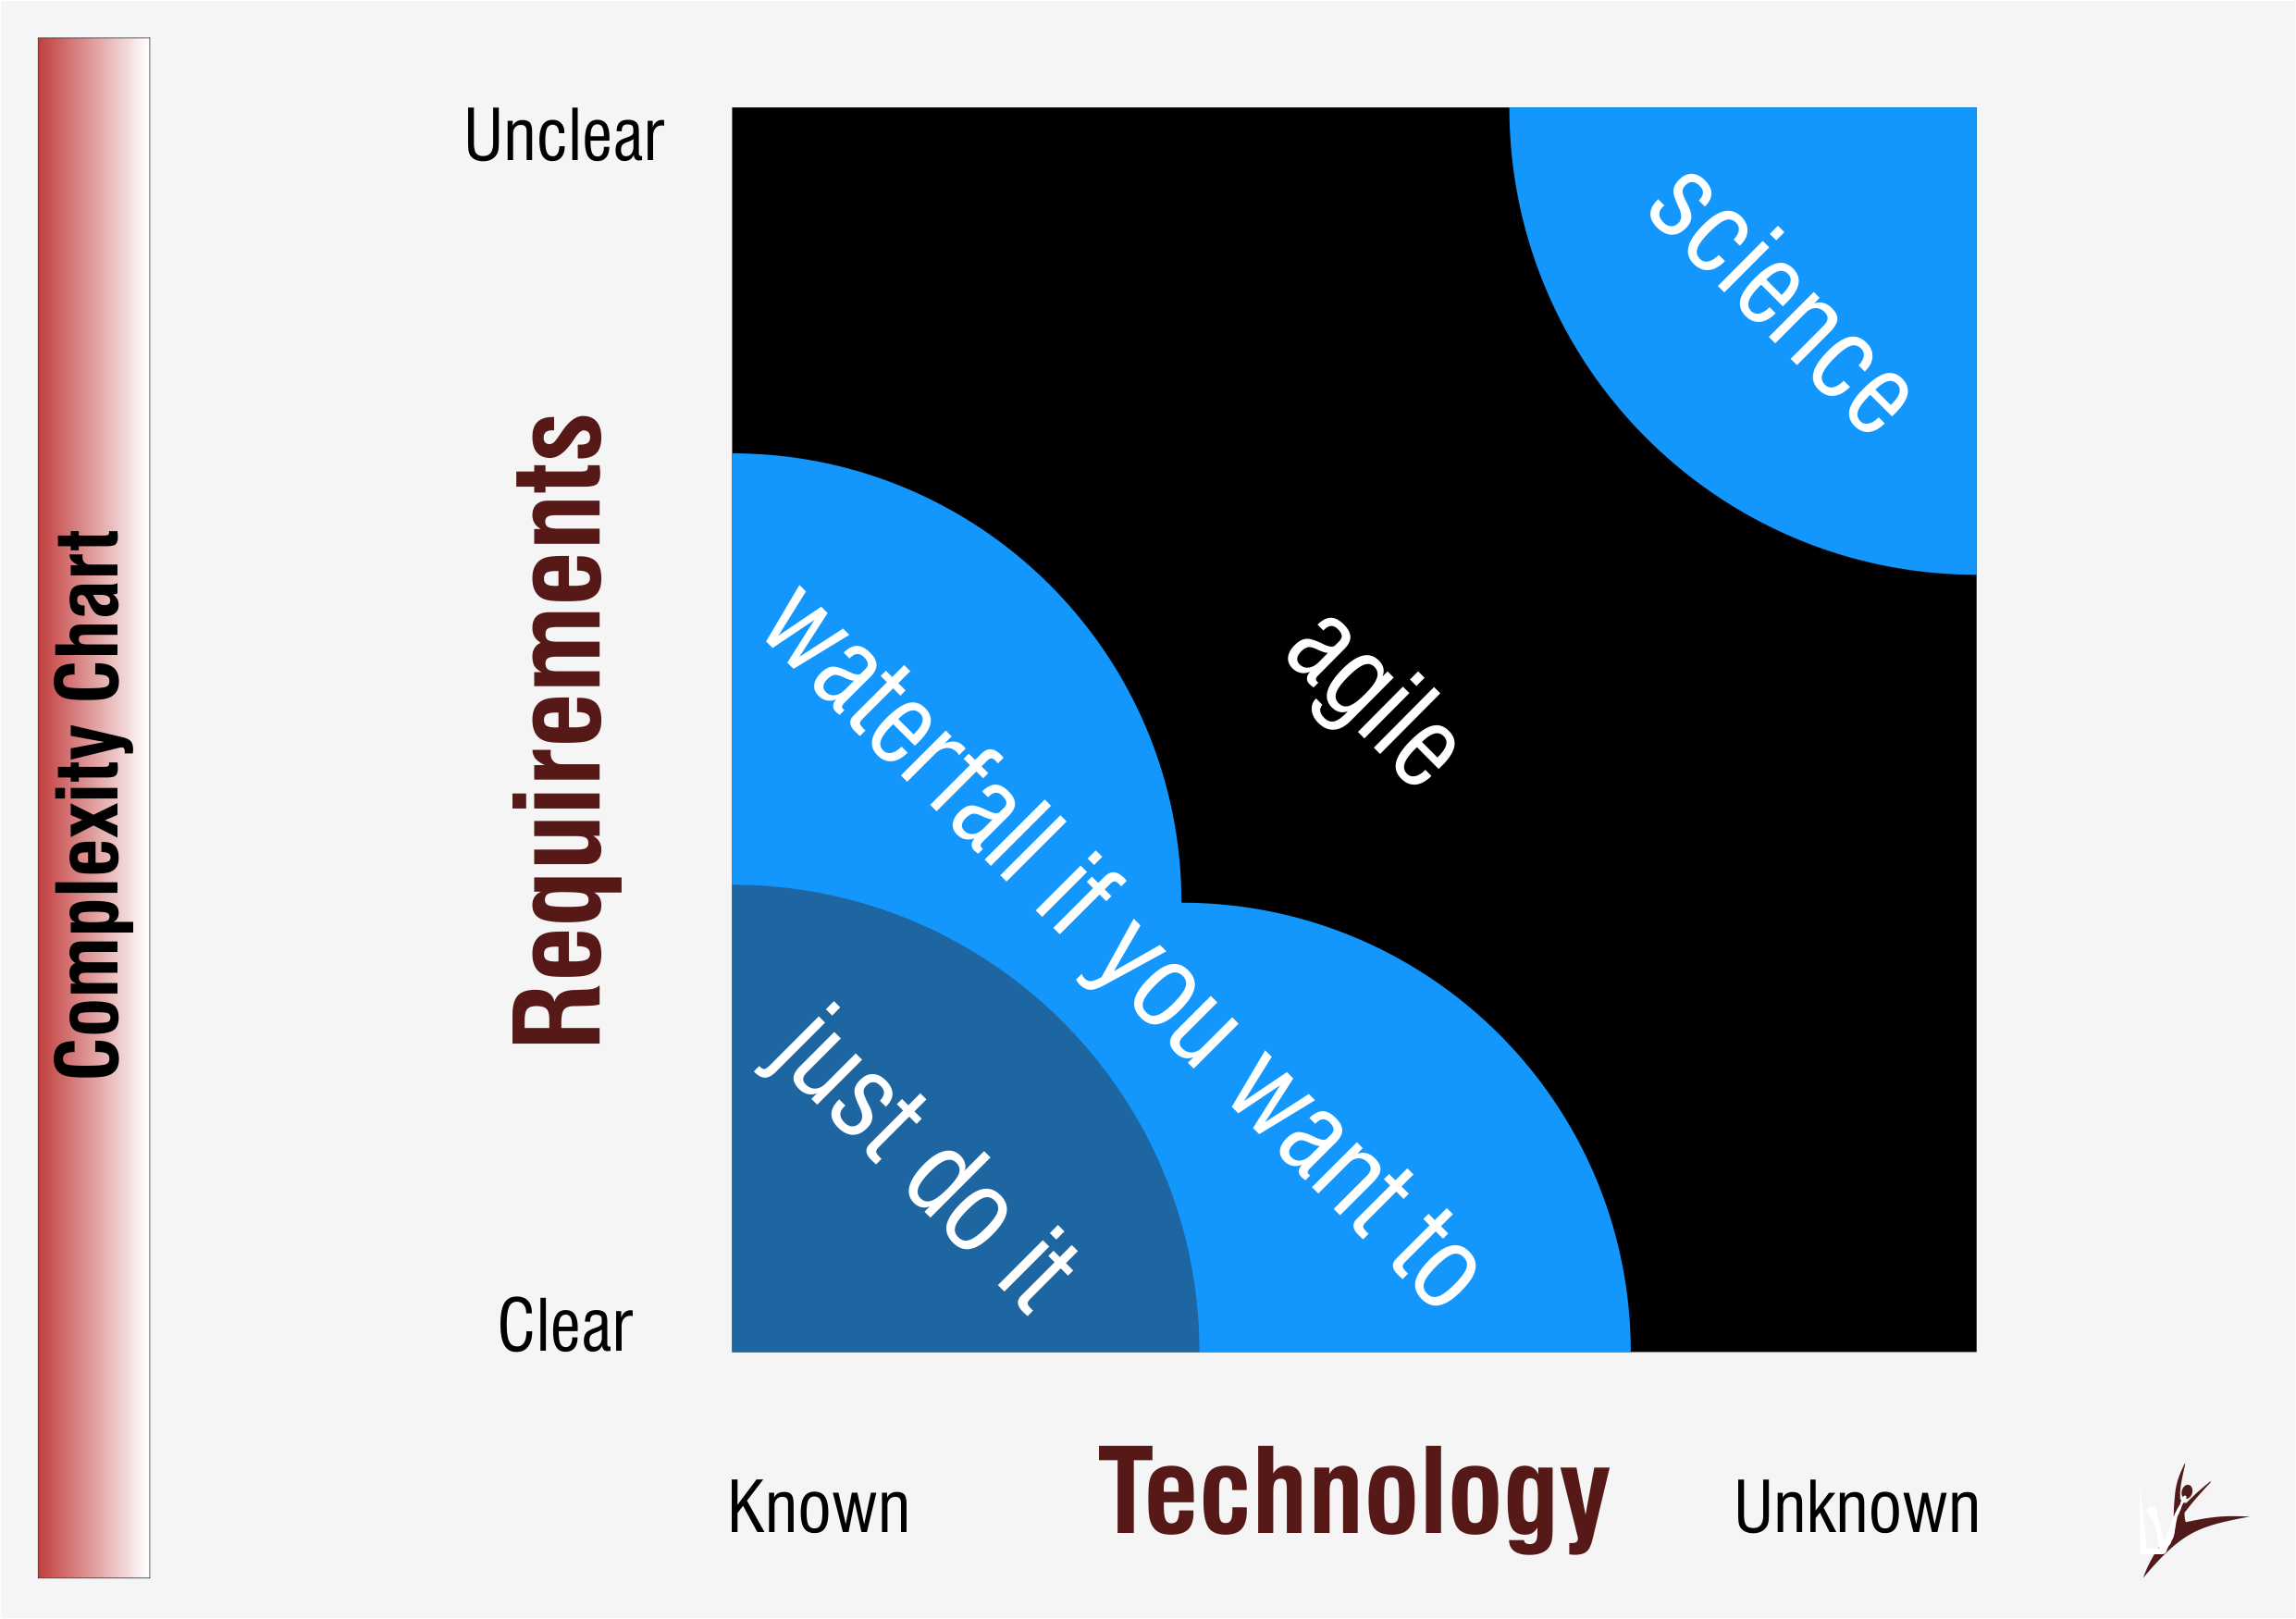 Complexity Chart
Unclear
Requirements
Clear
science
agile
waterfall if you want to
just do it
Known
Technology
Unknown